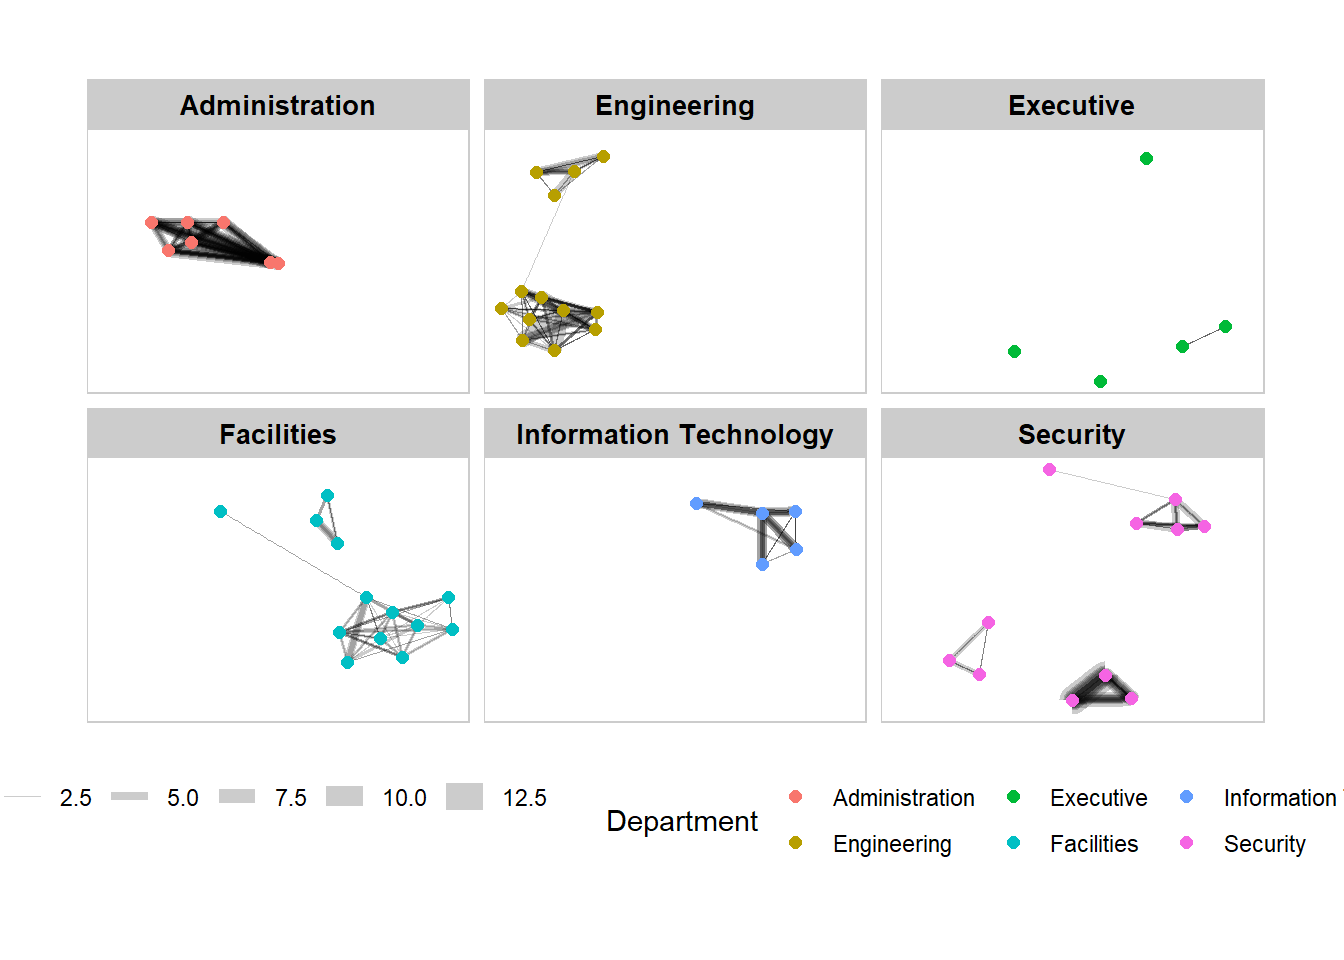 Administration
Engineering
Executive
Facilities
Information Technology
Security
2.5
5.0
7.5
10.0
12.5
Department
Administration
Executive
Information
Engineering
Facilities
Security